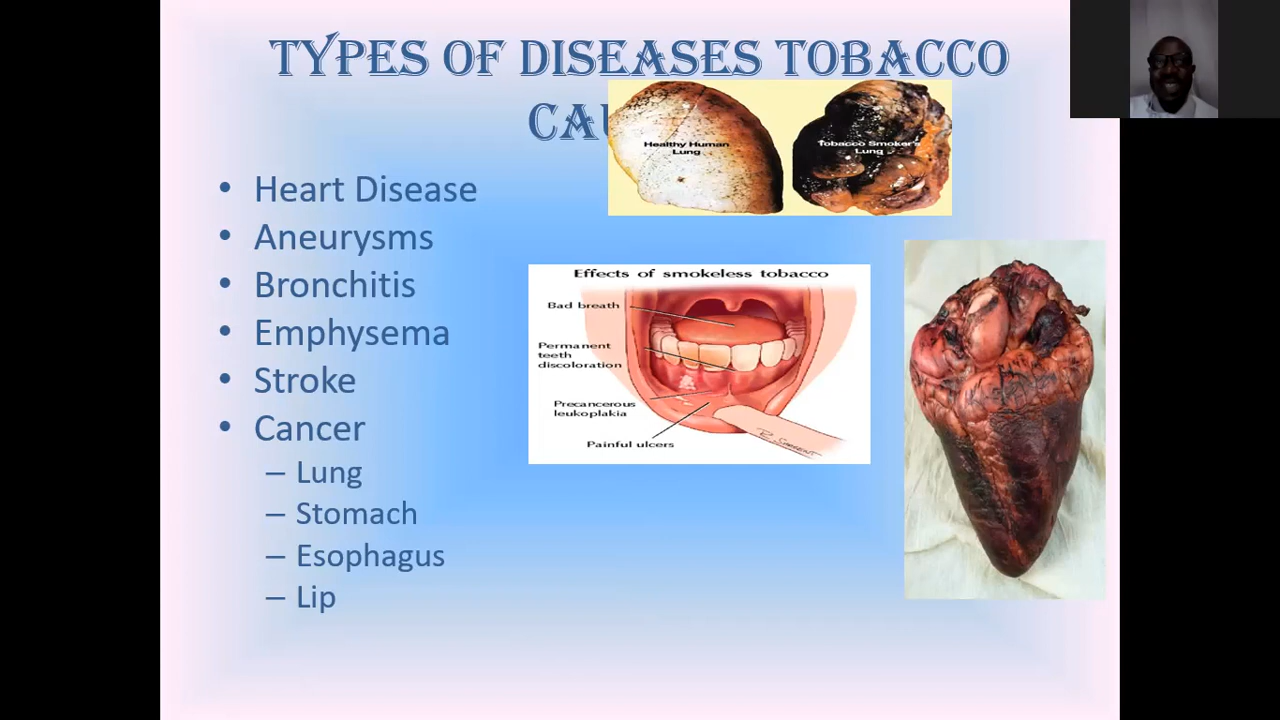 TYPES OF DISEASES TOBACCO
CAU
Healthy Human
Lung
Tobacco Smoker's
Lung
• Heart Disease
• Aneurysms
• Bronchitis
• Emphysema
• Stroke
• Cancer
– Lung
– Stomach
– Esophagus
– Lip
Effects of smokeless tobacco
Bad breath
Permanent
teeth
discoloration
Precancerous
leukoplakia
Painful ulcers